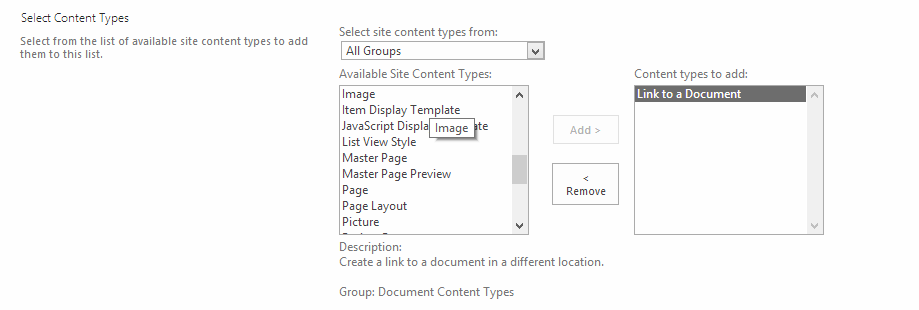 Select Content Types
Select from the list of available site content types to add
them to this list.
Select site content types from:
All Groups
Available Site Content Types:
Image
Item Display Template
JavaScript Disp
List View Style
Master Page
Master Page Preview
Page
Page Layout
Picture
Image
Add >
<
Remove
Content types to add:
Link to a Document
Description:
Create a link to a document in a different location.
Group: Document Content Types